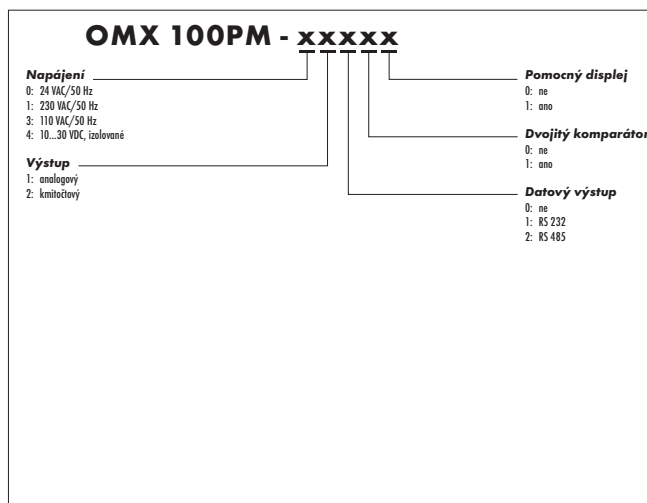 OMX 100PM - xxxxx
Napájení
0: 24 VAC/50 Hz
1: 230 VAC/50 Hz
3: 110 VAC/50 Hz
4: 10...30 VDC, izolované
Výstup
1: analogový
2: kmitočtový
Pomocný displej
0: ne
1: ano
Dvojitý komparátor
0: ne
1: ano
Datový výstup
0: ne
1: RS 232
2: RS 485